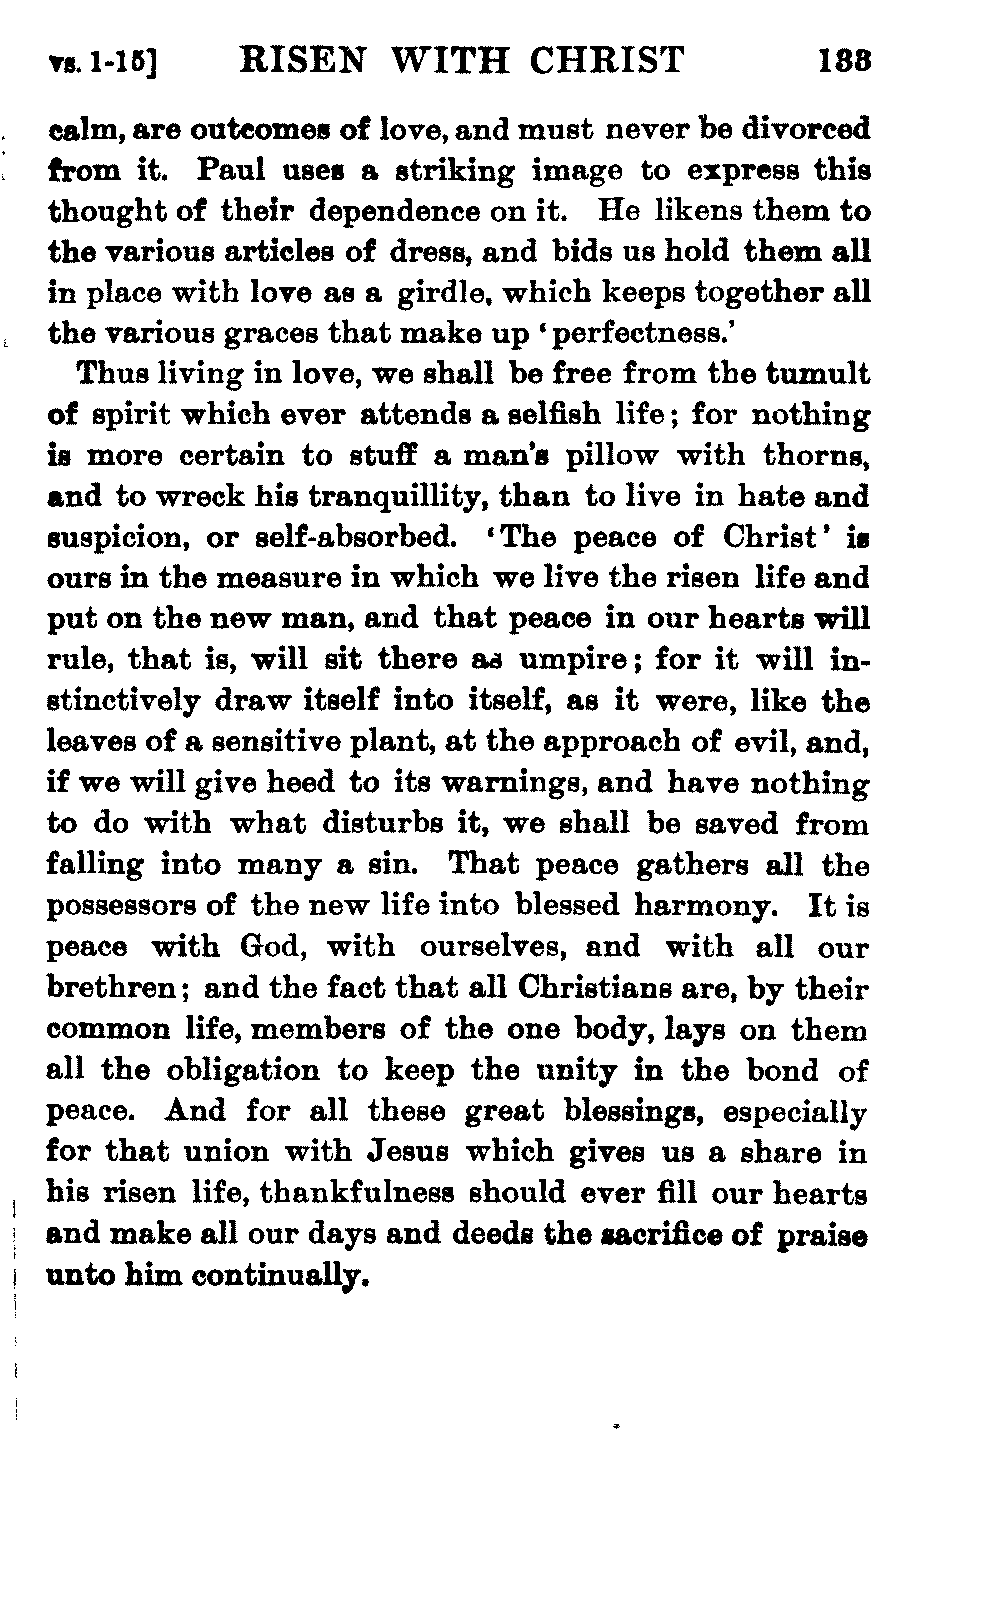 vs. 1-15] RISEN WITH CHRIST 133
calm, are outcomes of love, and must never be divorced
from it. Paul uses a striking image to express this
thought of their dependence on it. He likens them to
the various articles of dress, and bids us hold them all
in place with love as a girdle, which keeps together all
the various graces that make up ‘perfectness.’
Thus living in love, we shall be free from the tumult
of spirit which ever attends a selfish life; for nothing
is more certain to stuff a man's pillow with thorns,
and to wreck his tranquillity, than to live in hate and
suspicion, or self-absorbed. ‘The peace of Christ’ is
ours in the measure in which we live the risen life and
put on the new man, and that peace in our hearts will
rule, that is, will sit there as umpire; for it will in-
stinctively draw itself into itself, as it were, like the
leaves of a sensitive plant, at the approach of evil, and,
if we will give heed to its warnings, and have nothing
to do with what disturbs it, we shall be saved from
falling into many a sin. That peace gathers all the
possessors of the new life into blessed harmony. It is
peace with God, with ourselves, and with all our
brethren; and the fact that all Christians are, by their
common life, members of the one body, lays on them
all the obligation to keep the unity in the bond of
peace. And for all these great blessings, especially
for that union with Jesus which gives us a share in
his risen life, thankfulness should ever fill our hearts
and make all our days and deeds the sacrifice of praise
unto him continually.